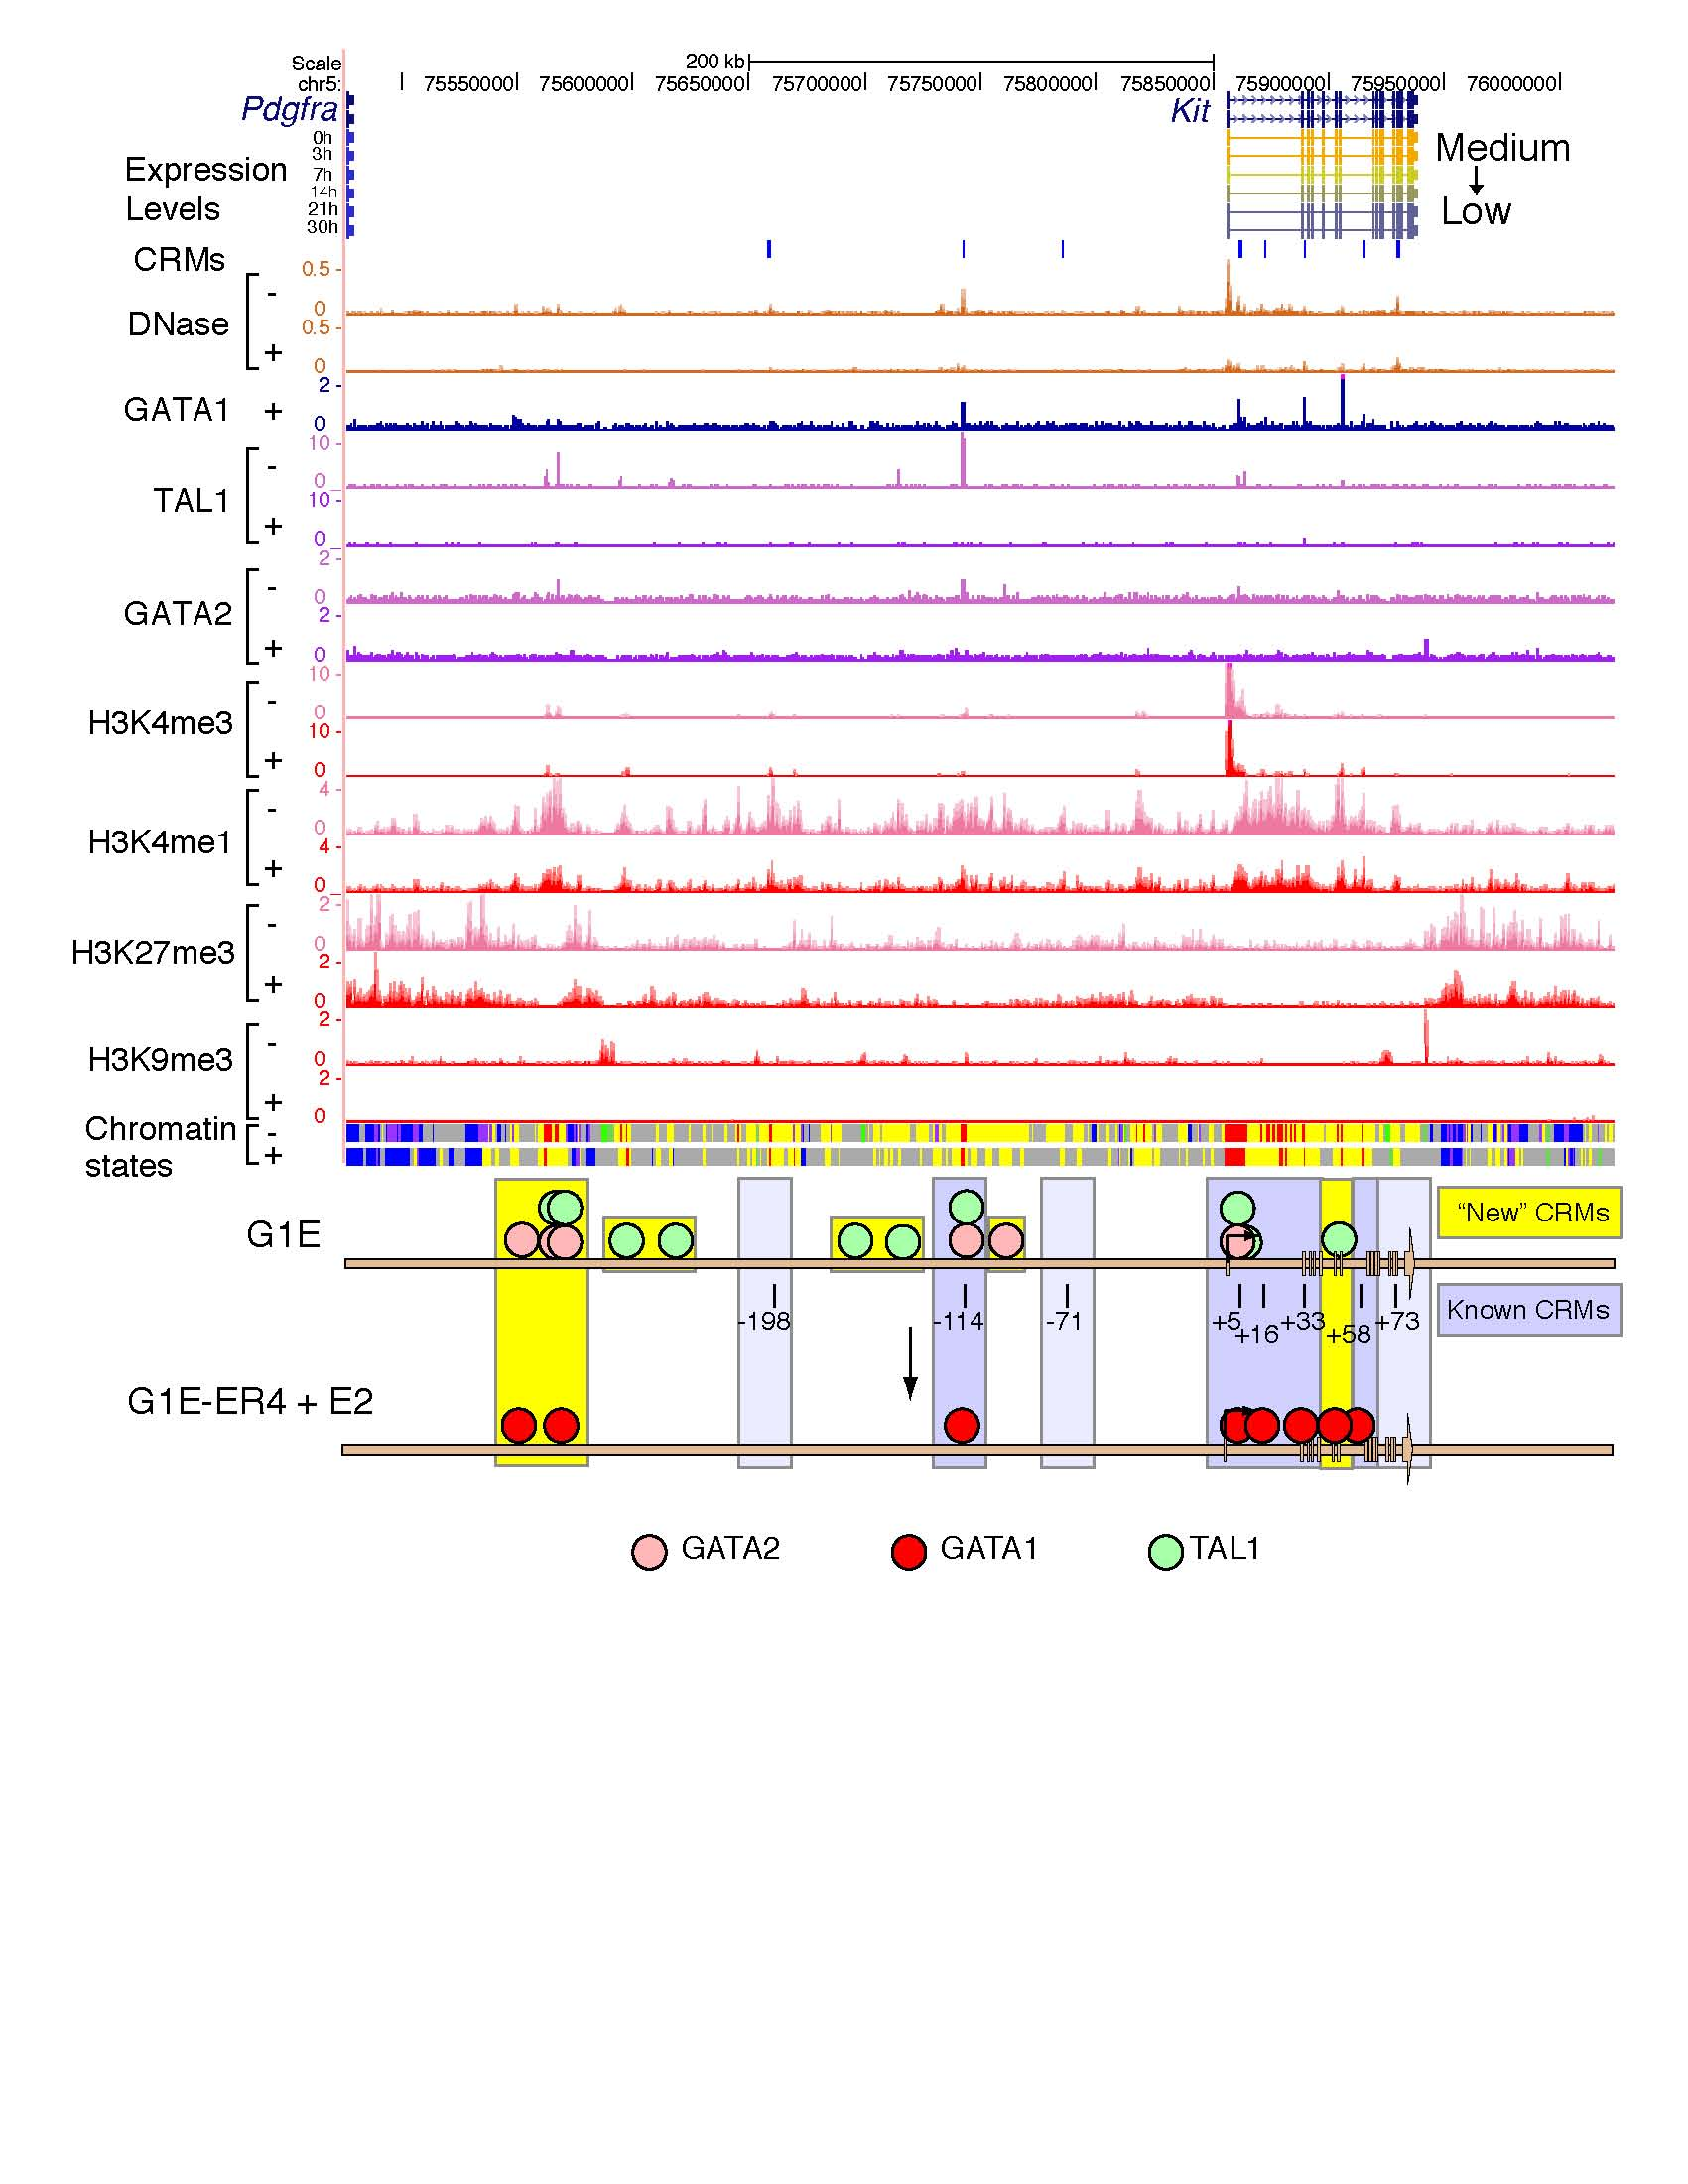 Scale 200 kb
chr5: 75550000 75600000 75650000 75700000 75750000 75800000 75850000 75900000 75950000 76000000
Pdgfra Kit
0h
3h
Expression 7h Medium
14h
Levels 21h Low
30h
CRMs
0.5 -
-
0
DNase
0.5 -
+
0
2 -
GATA1 +
0
10 -
-
0
TAL1
10 -
+
0
2 -
-
0
GATA2
2 -
+
0
10 -
-
0
H3K4me3
10 -
+
0
4 -
-
0
H3K4me1
4 -
+
0
2 -
-
0
H3K27me3
2 -
+
0
2 -
-
0
H3K9me3
2 -
+
0
Chromatin -
states +
“New” CRMs
G1E
Known CRMs
-198 -114 -71 +5 +33 +73
+16 +58
G1E-ER4 + E2
GATA2 GATA1 TAL1